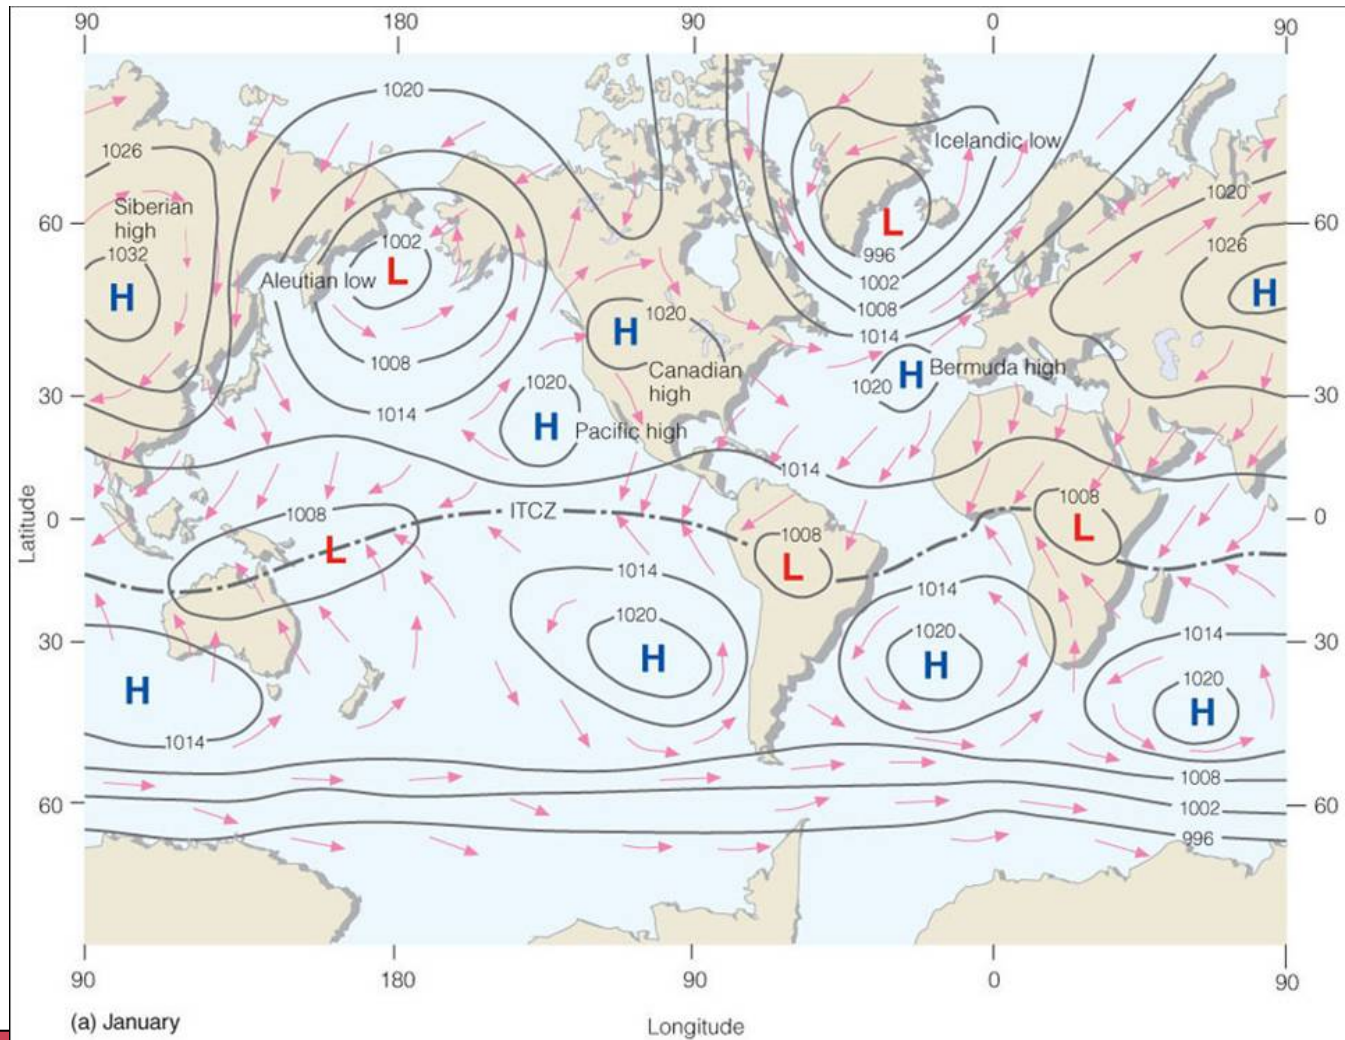 90 180 90 0 90
1020
Icelandic low
1026
1020
Siberian
high
60
L
60
1002
1026
1032
996
Aleutian low
L
1002
H
H
1008
1020
H
1014
1008
Canadian
high
H
Bermuda high
1020
1020
30
30
1014
H
Pacific high
1014
Latitude
1008
ITCZ
1008
0
0
L
1008
L
L
1014
1014
1020
1020
1014
30
30
H
H
1020
H
H
1014
1008
60
1002
60
996
90 180 90 0 90
(a) January
Longitude